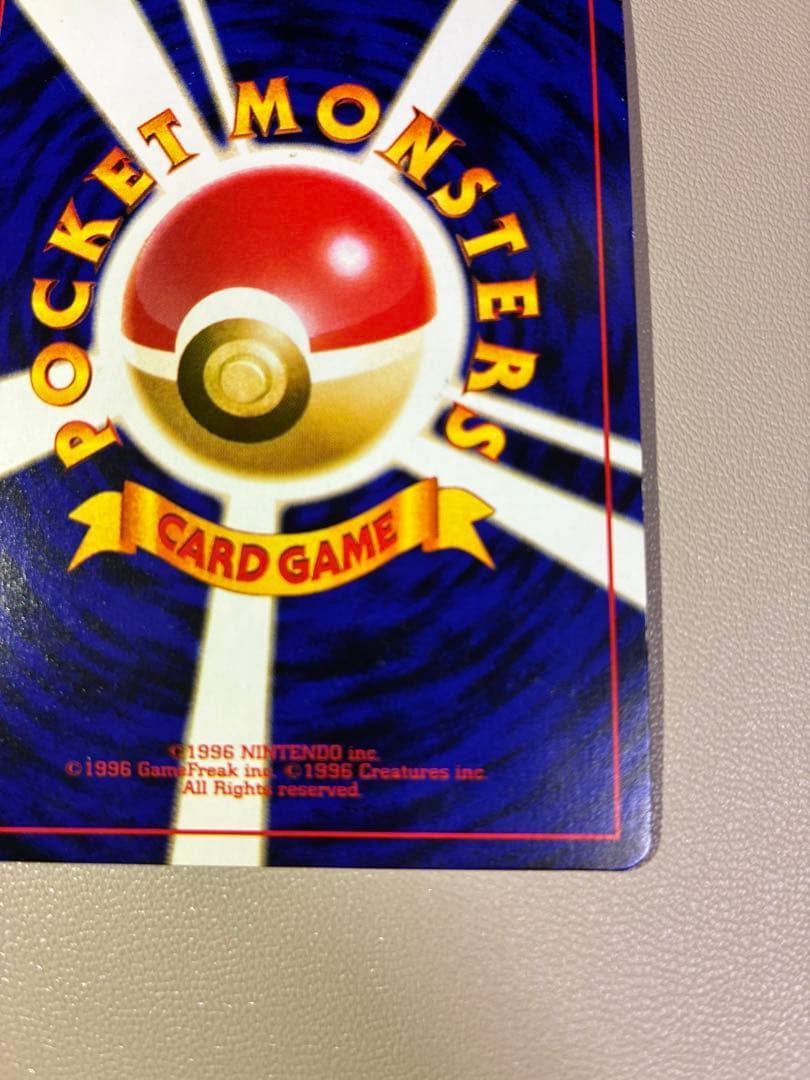 POCKET MONSTERS
CARD GAME
©1996 NINTENDO inc.
©1996 GameFreak inc. ©1996 Creatures inc.
All Rights reserved.